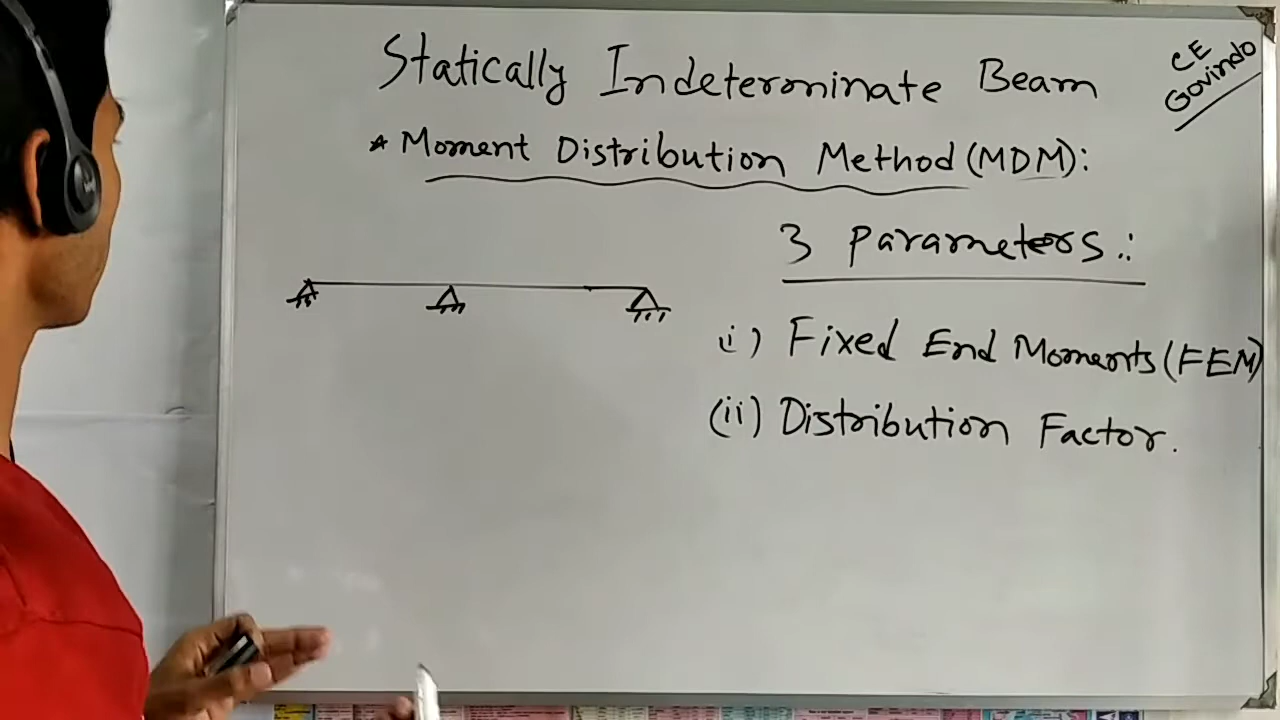 Statically Indeterminate Beam
CE
Govindo
* Moment Distribution Method (MDM):
3 Parameters :
i) Fixed End Moments (FEM)
(ii) Distribution Factor.